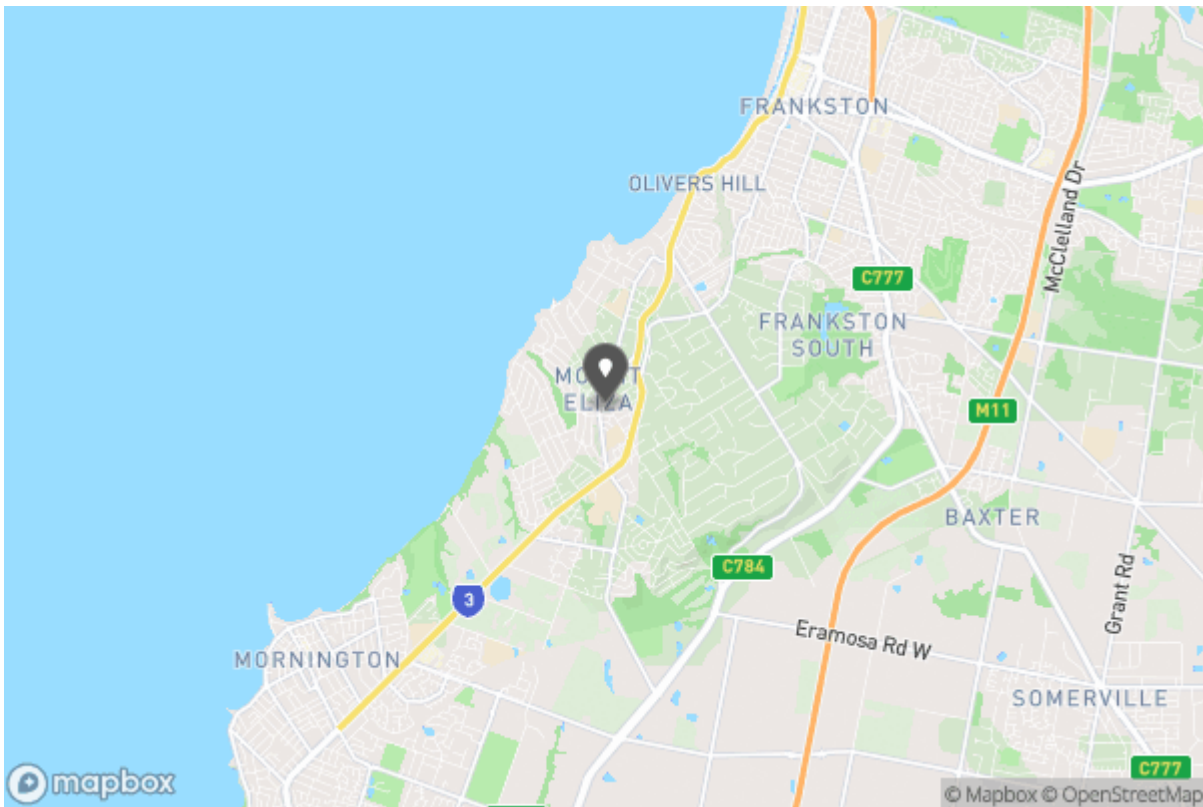 FRANKSTON
OLIVERS HILL
McClelland Dr
C777
FRANKSTON
SOUTH
ELIZA
M11
BAXTER
C784
3
Grant Rd
Eramosa Rd W
MORNINGTON
SOMERVILLE
C777
mapbox
© Mapbox © OpenStreetMap